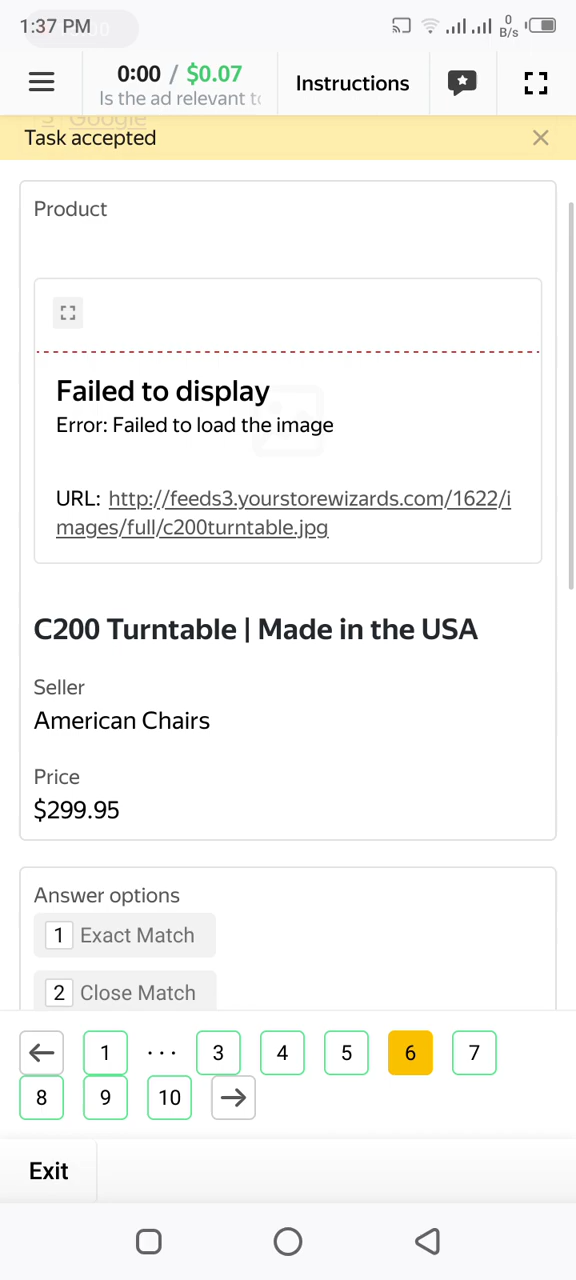 1:37 PM
0
B/s
0:00 / $0.07
Is the ad relevant to
Instructions
Google
Task accepted
Product
Failed to display
Error: Failed to load the image
URL: http://feeds3.yourstorewizards.com/1622/i
mages/full/c200turntable.jpg
C200 Turntable | Made in the USA
Seller
American Chairs
Price
$299.95
Answer options
1 Exact Match
2 Close Match
1 ... 3 4 5 6 7
8 9 10
Exit